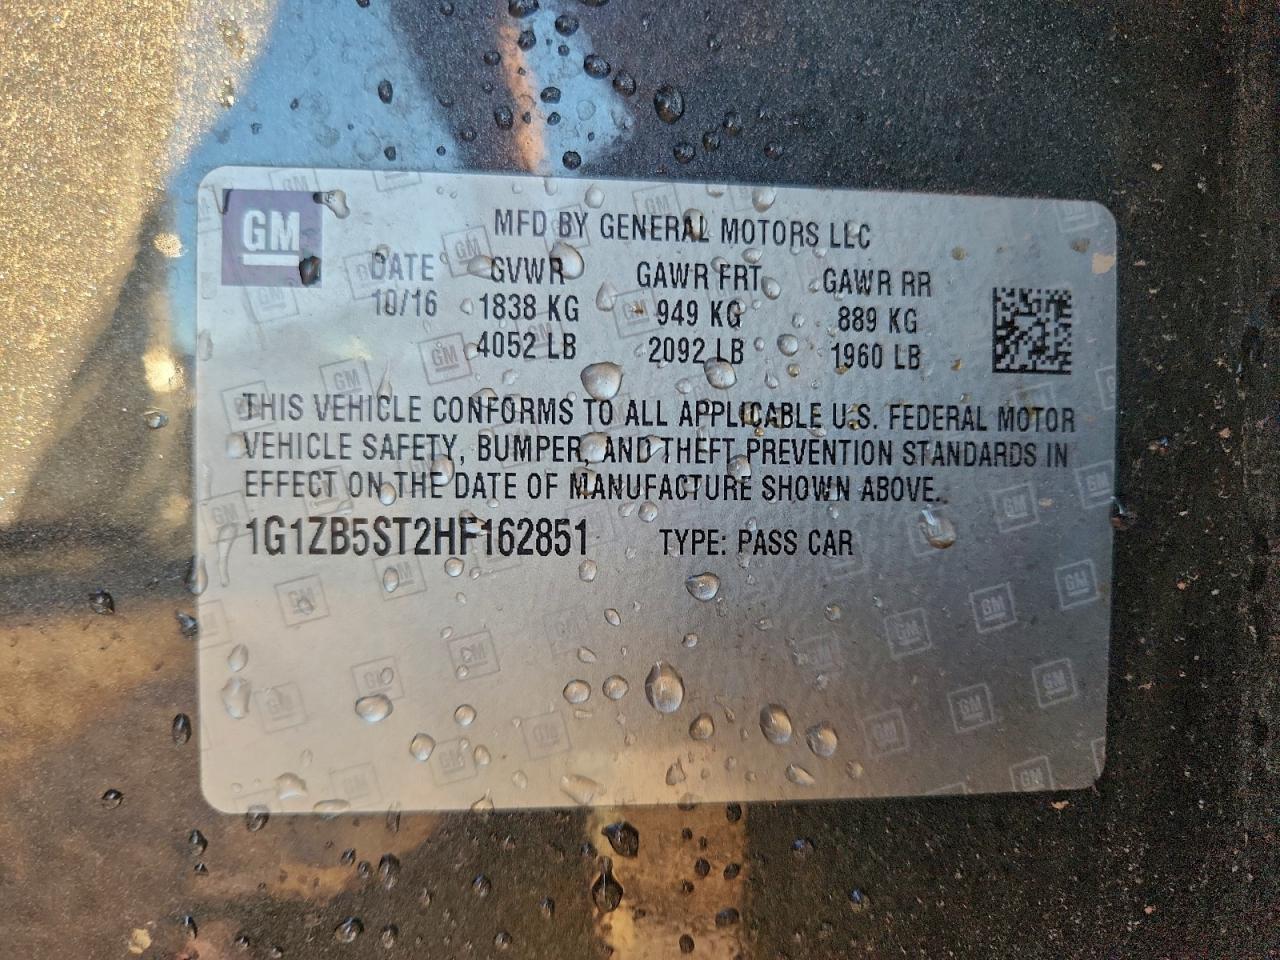 GM
MFD BY GENERAL MOTORS LLC
DATE GVWR GAWR FRT GAWR RR
10/16 1838 KG 949 KG 889 KG
4052 LB 2092 LB 1960 LB
THIS VEHICLE CONFORMS TO ALL APPLICABLE U.S. FEDERAL MOTOR
VEHICLE SAFETY, BUMPER, AND THEFT PREVENTION STANDARDS IN
EFFECT ON THE DATE OF MANUFACTURE SHOWN ABOVE.
1G1ZB5ST2HF162851 TYPE: PASS CAR